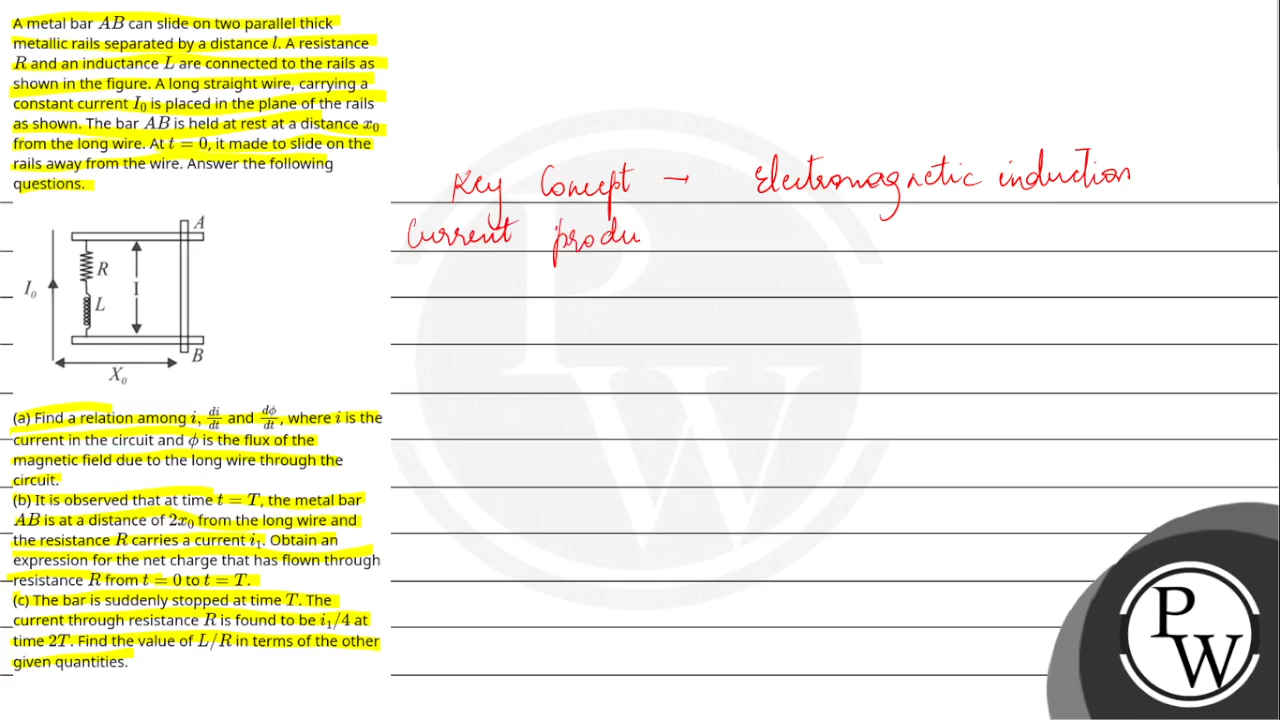 A metal bar AB can slide on two parallel thick
metallic rails separated by a distance l. A resistance
R and an inductance L are connected to the rails as
shown in the figure. A long straight wire, carrying a
constant current I₀ is placed in the plane of the rails
as shown. The bar AB is held at rest at a distance x₀
from the long wire. At t = 0, it made to slide on the
rails away from the wire. Answer the following
questions.
Key Concept → Electromagnetic induction
Current produ
A
R
I₀
I
L
B
X₀
(a) Find a relation among i, di/dt and dϕ/dt, where i is the
current in the circuit and ϕ is the flux of the
magnetic field due to the long wire through the
circuit.
(b) It is observed that at time t = T, the metal bar
AB is at a distance of 2x₀ from the long wire and
the resistance R carries a current i₁. Obtain an
expression for the net charge that has flown through
resistance R from t = 0 to t = T.
(c) The bar is suddenly stopped at time T. The
current through resistance R is found to be i₁/4 at
time 2T. Find the value of L/R in terms of the other
given quantities.
PW
P
W